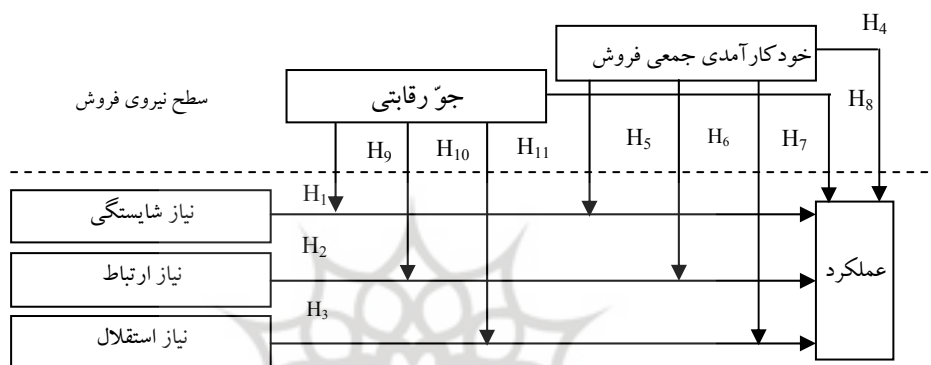 H4
خودکارآمدی جمعی فروش
جوّ رقابتی
سطح نیروی فروش
H8
H9
H10
H11
H5
H6
H7
نیاز شایستگی
H1
نیاز ارتباط
H2
عملکرد
نیاز استقلال
H3